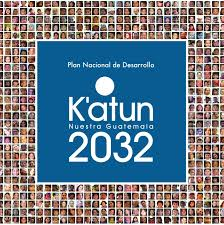 Plan Nacional de Desarrollo
K'atun
Nuestra Guatemala
2032